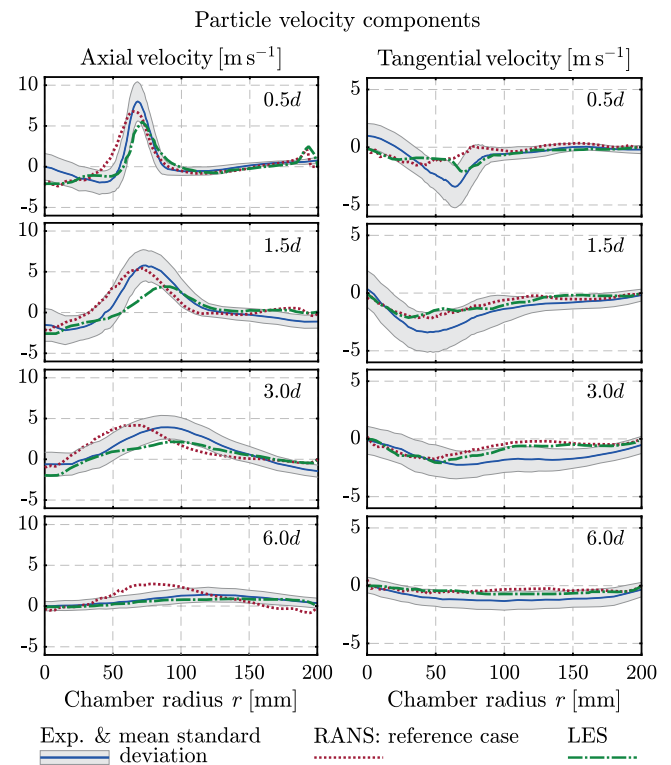 Particle velocity components
Axial velocity [m s⁻¹]
Tangential velocity [m s⁻¹]
10
5
0
-5
0.5d
5
0
-5
0.5d
10
5
0
-5
1.5d
5
0
-5
1.5d
10
5
0
-5
3.0d
5
0
-5
3.0d
10
5
0
-5
6.0d
5
0
-5
6.0d
0 50 100 150 200
0 50 100 150 200
Chamber radius r [mm]
Chamber radius r [mm]
Exp. & mean standard
deviation
RANS: reference case
LES